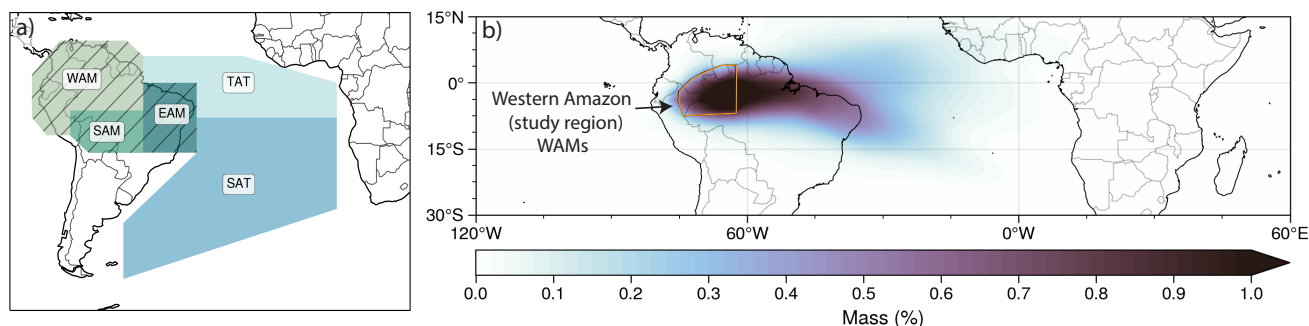 a)
WAM
TAT
EAM
SAM
SAT
b)
15°N
0°
15°S
30°S
Western Amazon
(study region)
WAMs
120°W 60°W 0°W 60°E
0.0 0.1 0.2 0.3 0.4 0.5 0.6 0.7 0.8 0.9 1.0
Mass (%)